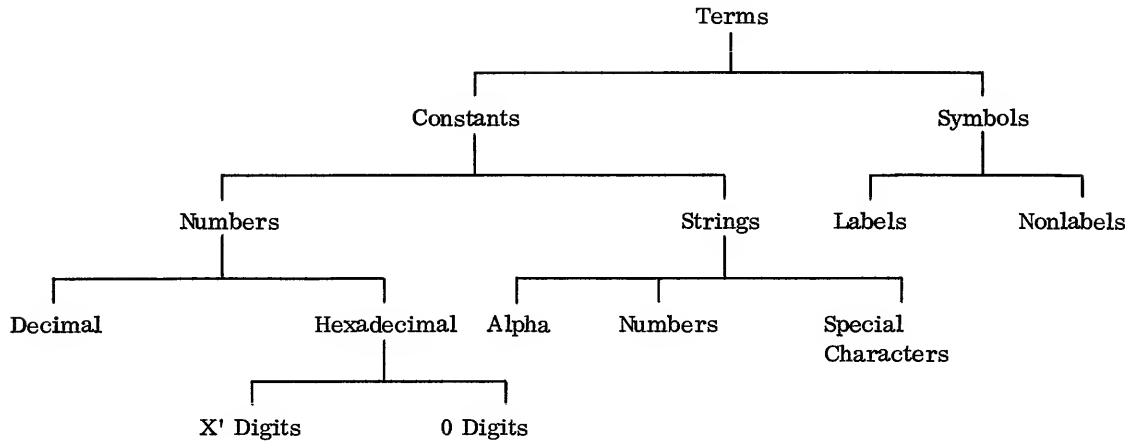 Terms
Constants
Symbols
Numbers
Strings
Labels
Nonlabels
Decimal
Hexadecimal
Alpha
Numbers
Special
Characters
X' Digits
0 Digits